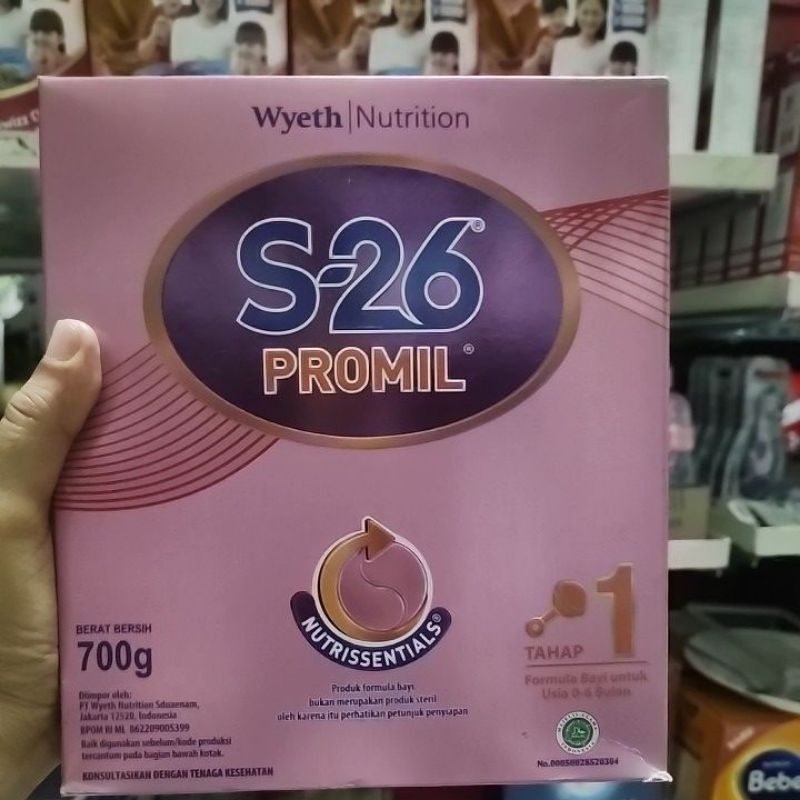 Wyeth | Nutrition
S-26®
PROMIL®
NUTRISSENTIALS®
BERAT BERSIH
700g
Diimpor oleh:
PT Wyeth Nutrition Sduaenam,
Jakarta 12520, Indonesia
BPOM RI ML 862209005399
Baik digunakan sebelum/kode produksi
tercantum pada bagian bawah kotak.
KONSULTASIKAN DENGAN TENAGA KESEHATAN
Produk formula bayi
bukan merupakan produk steril
oleh karena itu perhatikan petunjuk penyiapan
TAHAP 1
Formula Bayi untuk
Usia 0-6 Bulan
No.00050028520304
Bebe